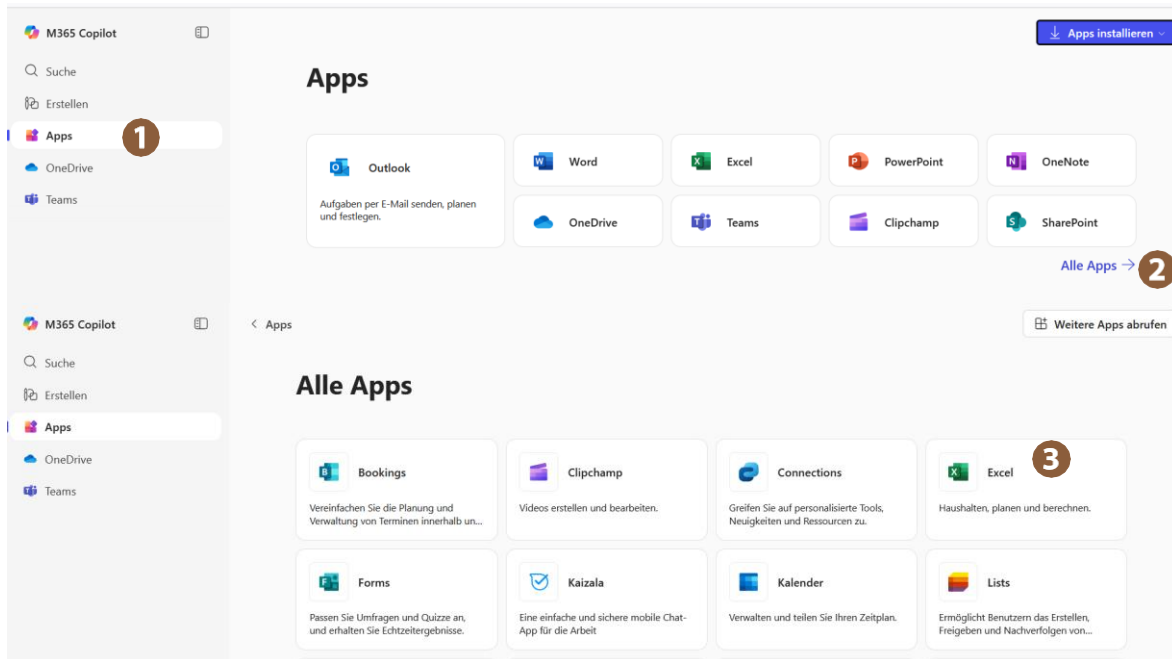 M365 Copilot
Apps installieren
Suche
Apps
Erstellen
Apps
1
OneDrive
Teams
Outlook
Aufgaben per E-Mail senden, planen
und festlegen.
Word
Excel
PowerPoint
OneNote
OneDrive
Teams
Clipchamp
SharePoint
Alle Apps →
2
M365 Copilot
< Apps
Weitere Apps abrufen
Suche
Erstellen
Apps
OneDrive
Teams
Alle Apps
Bookings
Vereinfachen Sie die Planung und
Verwaltung von Terminen innerhalb un...
Clipchamp
Videos erstellen und bearbeiten.
Connections
Greifen Sie auf personalisierte Tools,
Neuigkeiten und Ressourcen zu.
Excel
3
Haushalten, planen und berechnen.
Forms
Passen Sie Umfragen und Quizze an,
und erhalten Sie Echtzeitergebnisse.
Kaizala
Eine einfache und sichere mobile Chat-
App für die Arbeit
Kalender
Verwalten und teilen Sie Ihren Zeitplan.
Lists
Ermöglicht Benutzern das Erstellen,
Freigeben und Nachverfolgen von...